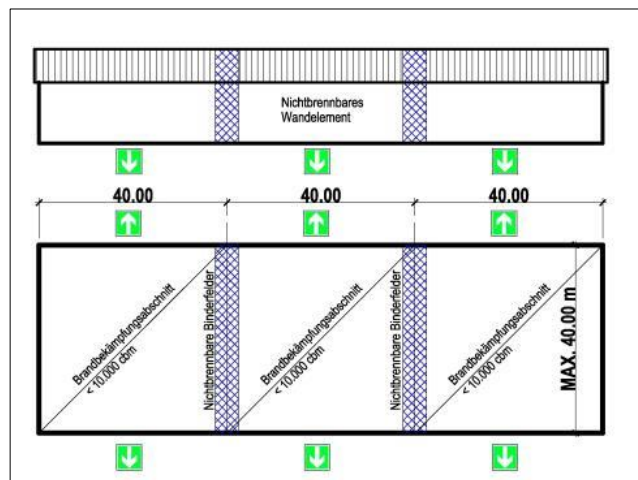 Nichtbrennbares
Wandelement
40.00 40.00 40.00
Brandbekämpfungsabschnitt
< 10.000 cbm
Nichtbrennbare Binderfelder
Brandbekämpfungsabschnitt
< 10.000 cbm
Nichtbrennbare Binderfelder
Brandbekämpfungsabschnitt
< 10.000 cbm
MAX. 40.00 m